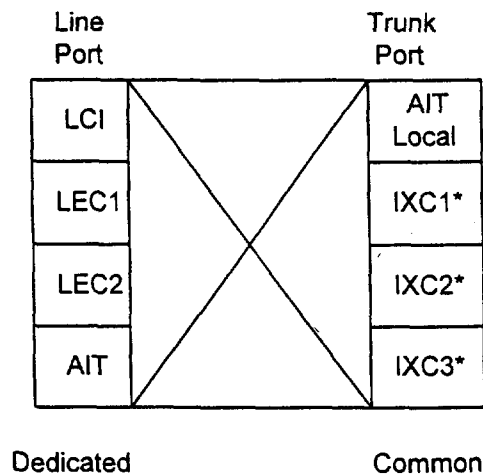 Line
Port
Trunk
Port
LCI
AIT
Local
LEC1
IXC1*
LEC2
IXC2*
AIT
IXC3*
Dedicated
Common